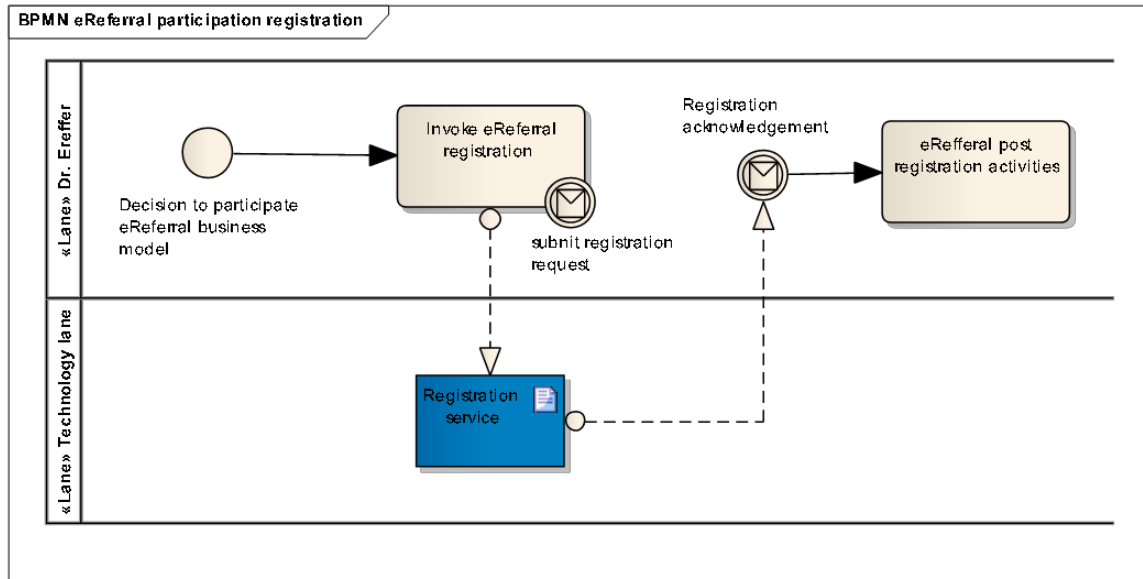 BPMN eReferral participation registration
«Lane» Dr. Ereffer
Decision to participate
eReferral business
model
Invoke eReferral
registration
subnit registration
request
Registration
acknowledgement
eRefferal post
registration activities
«Lane» Technology lane
Registration
service